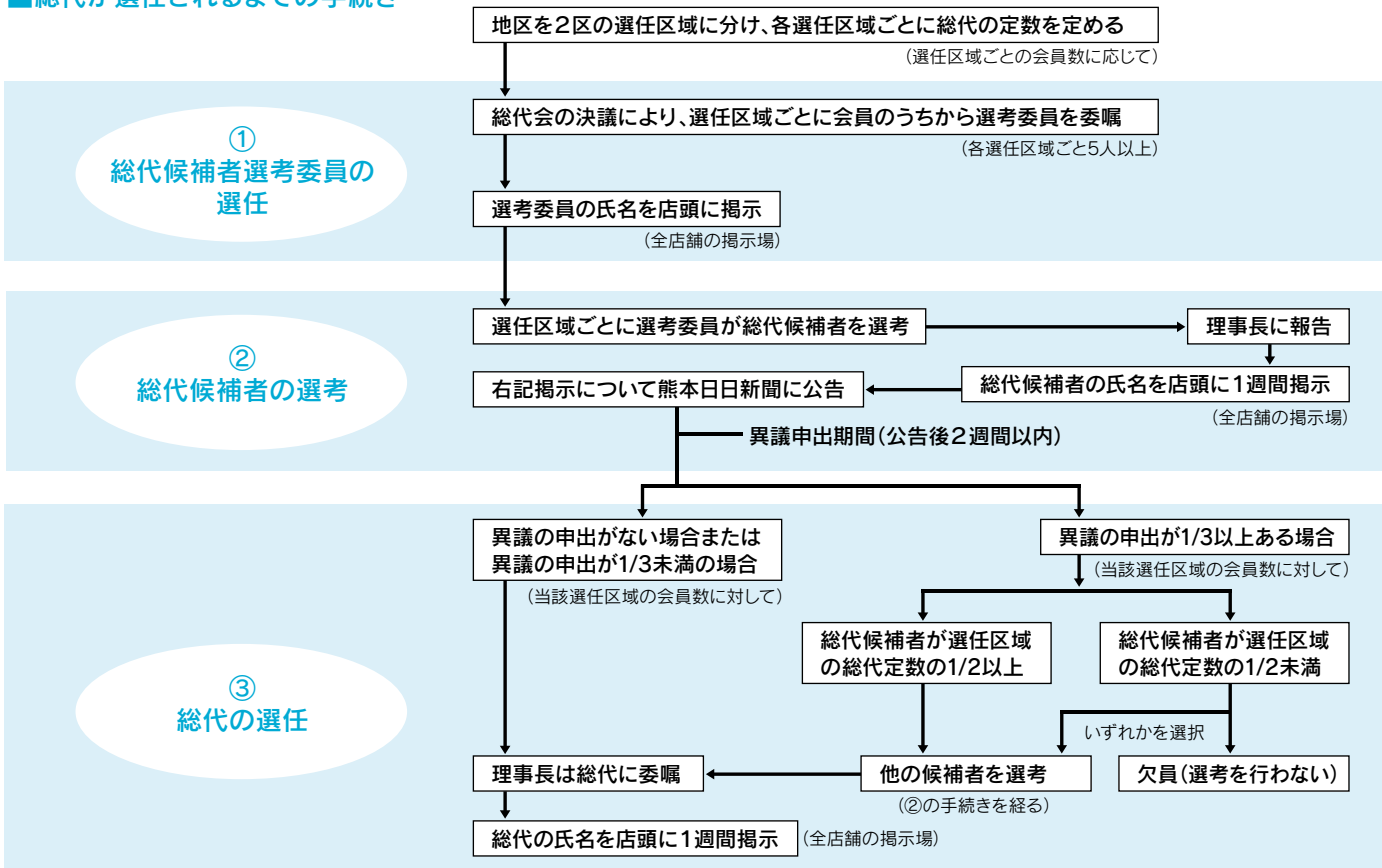 ■総代が選任されるまでの手続き
地区を2区の選任区域に分け、各選任区域ごとに総代の定数を定める
（選任区域ごとの会員数に応じて）
①
総代候補者選考委員の
選任
総代会の決議により、選任区域ごとに会員のうちから選考委員を委嘱
（各選任区域ごと5人以上）
選考委員の氏名を店頭に掲示
（全店舗の掲示場）
②
総代候補者の選考
選任区域ごとに選考委員が総代候補者を選考
理事長に報告
総代候補者の氏名を店頭に1週間掲示
（全店舗の掲示場）
右記掲示について熊本日日新聞に公告
異議申出期間（公告後2週間以内）
③
総代の選任
異議の申出がない場合または
異議の申出が1/3未満の場合
（当該選任区域の会員数に対して）
異議の申出が1/3以上ある場合
（当該選任区域の会員数に対して）
総代候補者が選任区域
の総代定数の1/2以上
総代候補者が選任区域
の総代定数の1/2未満
いずれかを選択
理事長は総代に委嘱
他の候補者を選考
（②の手続きを経る）
欠員（選考を行わない）
総代の氏名を店頭に1週間掲示
（全店舗の掲示場）